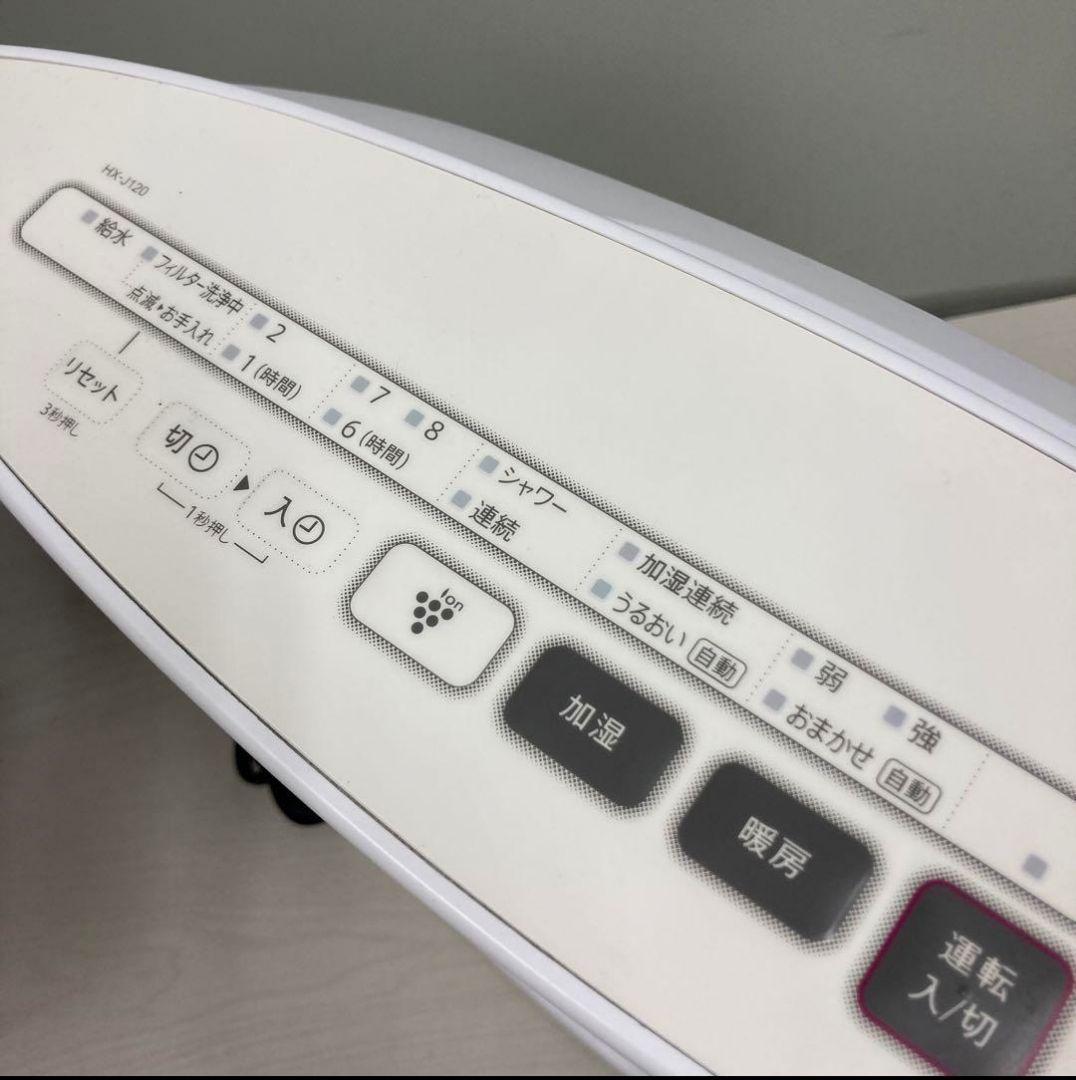 HX-J120
給水
フィルター洗浄中
点滅▶お手入れ
2
1(時間)
7
8
6(時間)
シャワー
連続
加湿連続
うるおい 自動
弱
強
おまかせ 自動
リセット
3秒押し
切
▶
入
1秒押し
ion
加湿
暖房
運転
入/切